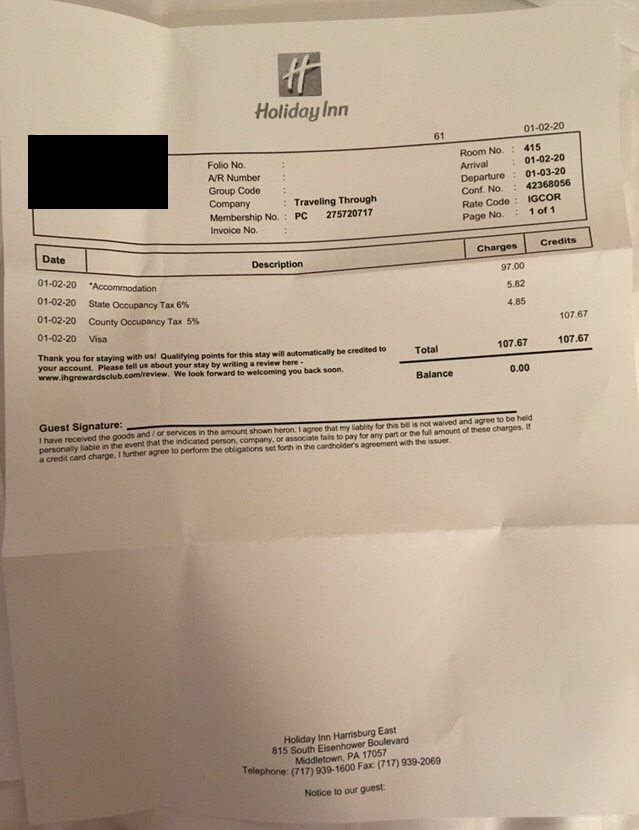 H
Holiday Inn
61 01-02-20
Folio No. :
A/R Number :
Group Code :
Company : Traveling Through
Membership No. : PC 275720717
Invoice No. :
Room No. : 415
Arrival : 01-02-20
Departure : 01-03-20
Conf. No. : 42368056
Rate Code : IGCOR
Page No. : 1 of 1
Date Description Charges Credits
01-02-20 *Accommodation 97.00
01-02-20 State Occupancy Tax 6% 5.82
01-02-20 County Occupancy Tax 5% 4.85
01-02-20 Visa 107.67
Thank you for staying with us! Qualifying points for this stay will automatically be credited to
your account. Please tell us about your stay by writing a review here -
www.ihgrewardsclub.com/review. We look forward to welcoming you back soon.
Total 107.67 107.67
Balance 0.00
Guest Signature:
I have received the goods and / or services in the amount shown heron. I agree that my liablity for this bill is not waived and agree to be held
personally liable in the event that the indicated person, company, or associate fails to pay for any part or the full amount of these charges. If
a credit card charge, I further agree to perform the obligations set forth in the cardholder's agreement with the issuer.
Holiday Inn Harrisburg East
815 South Eisenhower Boulevard
Middletown, PA 17057
Telephone: (717) 939-1600 Fax: (717) 939-2069
Notice to our guest: